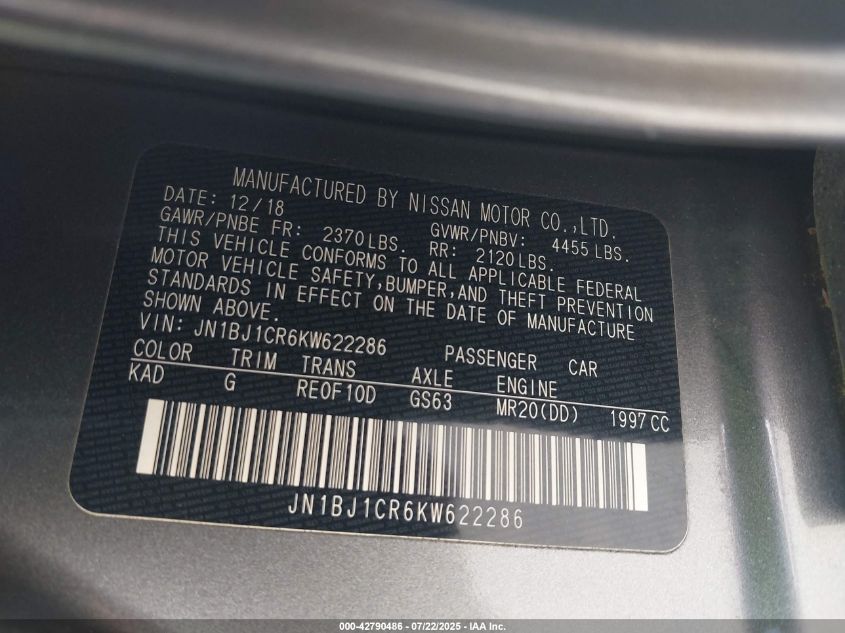 MANUFACTURED BY NISSAN MOTOR CO.,LTD.
DATE: 12/18 GVWR/PNBV: 4455 LBS.
GAWR/PNBE FR: 2370LBS. RR: 2120LBS.
THIS VEHICLE CONFORMS TO ALL APPLICABLE FEDERAL
MOTOR VEHICLE SAFETY,BUMPER,AND THEFT PREVENTION
STANDARDS IN EFFECT ON THE DATE OF MANUFACTURE
SHOWN ABOVE.
VIN: JN1BJ1CR6KW622286 PASSENGER CAR
COLOR TRIM TRANS AXLE ENGINE
KAD G RE0F10D GS63 MR20(DD) 1997CC
JN1BJ1CR6KW622286
000-42790486 - 07/22/2025 - IAA Inc.